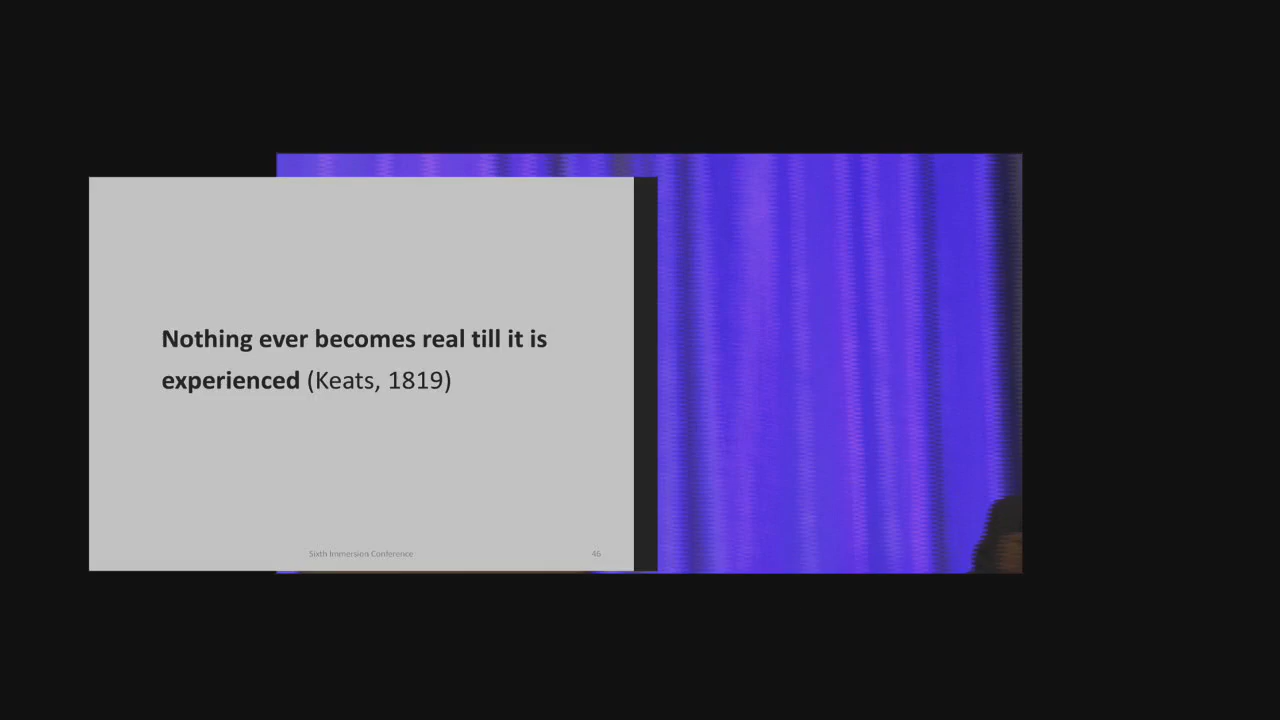 Nothing ever becomes real till it is
experienced (Keats, 1819)
Sixth Immersion Conference
46